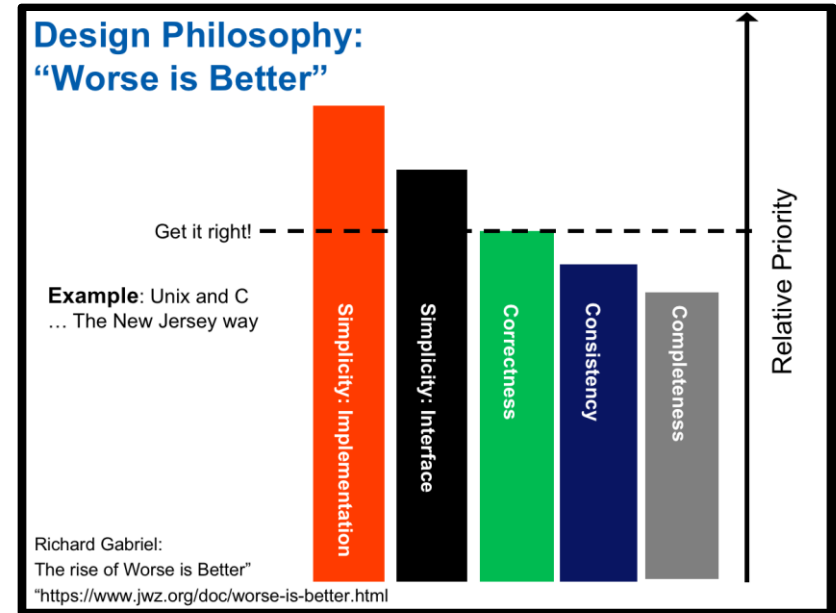 Design Philosophy:
“Worse is Better”
Get it right!
Example: Unix and C
… The New Jersey way
Simplicity: Implementation
Simplicity: Interface
Correctness
Consistency
Completeness
Relative Priority
Richard Gabriel:
The rise of Worse is Better”
“https://www.jwz.org/doc/worse-is-better.html